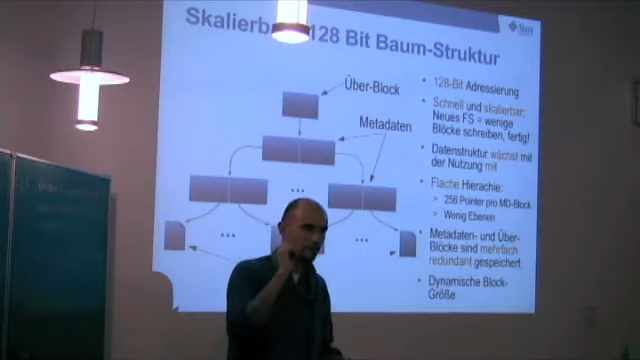 128 Bit Baum-Struktur
Sun
Über-Block
Metadaten
128-Bit Adressierung
Schnell und skalierbar:
Neues FS = wenige
Blöcke schreiben, fertig!
Datenstruktur wächst mit
der Nutzung mit
Flache Hierachie:
> 256 Pointer pro MD-Block
> Wenig Ebenen
Metadaten- und Über-
Blöcke sind mehrfach
redundant gespeichert
Dynamische Block-
Größe